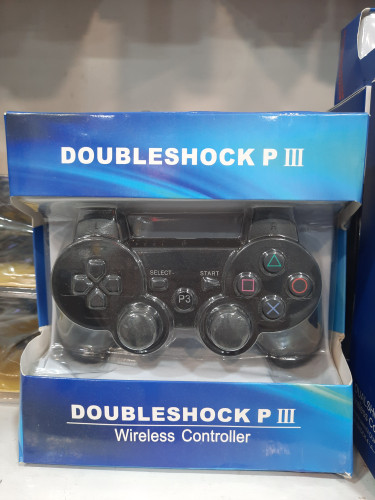 DOUBLESHOCK P III
SELECT
START
P3
DOUBLESHOCK P III
Wireless Controller